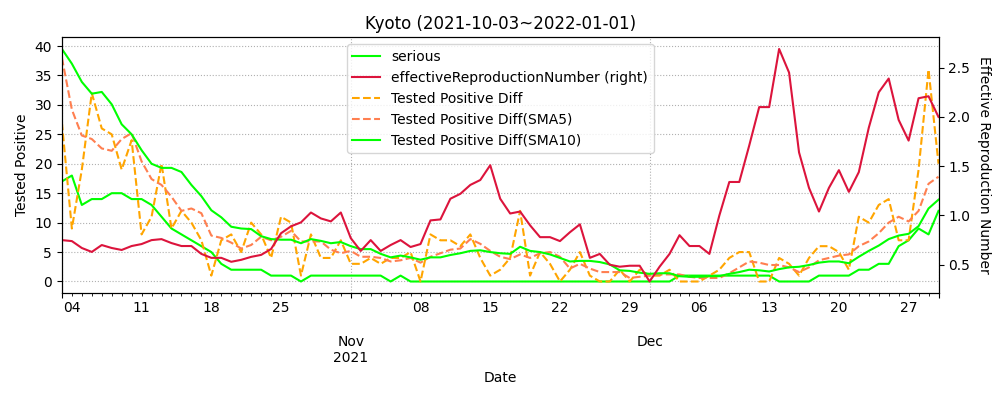 Kyoto (2021-10-03~2022-01-01)
serious
effectiveReproductionNumber (right)
Tested Positive Diff
Tested Positive Diff(SMA5)
Tested Positive Diff(SMA10)
Tested Positive
40
35
30
25
20
15
10
5
0
Effective Reproduction Number
2.5
2.0
1.5
1.0
0.5
04 11 18 25 08 15 22 29 06 13 20 27
Nov Dec
2021
Date